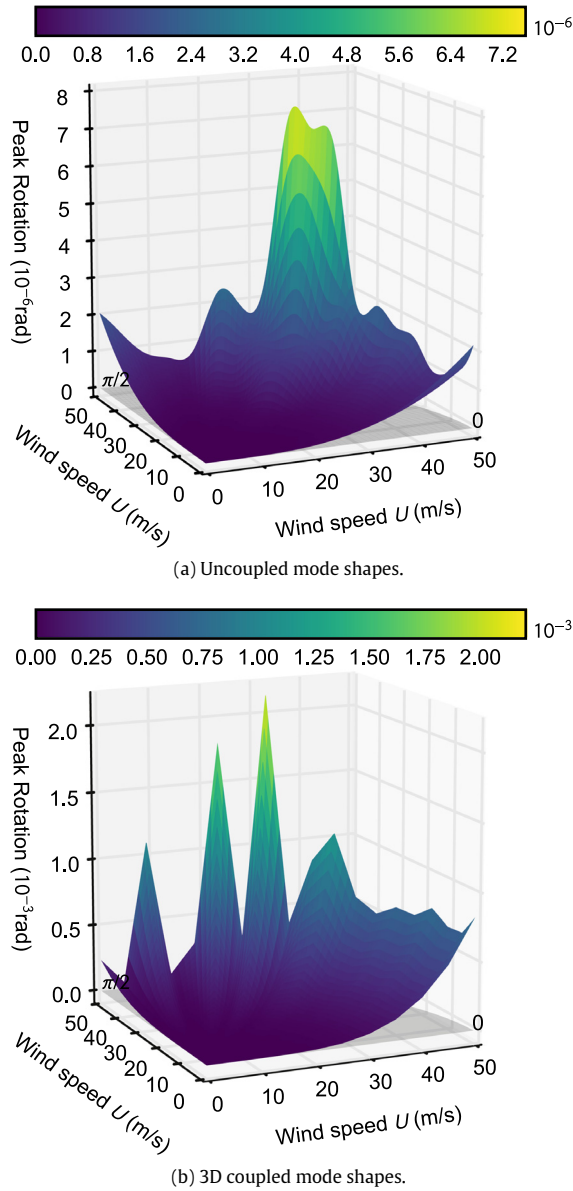 10⁻⁶
0.0 0.8 1.6 2.4 3.2 4.0 4.8 5.6 6.4 7.2
8
7
6
5
4
3
2
1
0
Peak Rotation (10⁻⁶rad)
π/2
50
40
30
20
10
0
Wind speed U (m/s)
0
0 10 20 30 40 50
Wind speed U (m/s)
(a) Uncoupled mode shapes.
10⁻³
0.00 0.25 0.50 0.75 1.00 1.25 1.50 1.75 2.00
2.0
1.5
1.0
0.5
0.0
Peak Rotation (10⁻³rad)
π/2
50
40
30
20
10
0
Wind speed U (m/s)
0
0 10 20 30 40 50
Wind speed U (m/s)
(b) 3D coupled mode shapes.